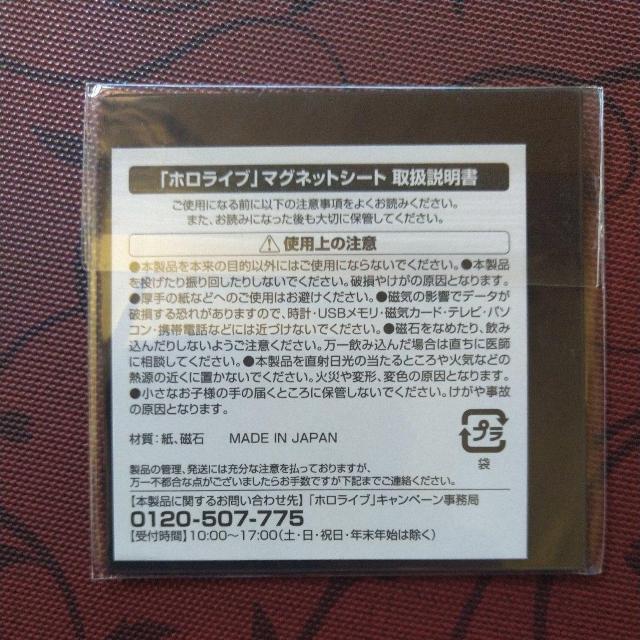 「ホロライブ」マグネットシート 取扱説明書
ご使用になる前に以下の注意事項をよくお読みください。
また、お読みになった後も大切に保管してください。
⚠使用上の注意
●本製品を本来の目的以外にはご使用にならないでください。●本製品
を投げたり振り回したりしないでください。破損やけがの原因となります。
●厚手の紙などへのご使用はお避けください。●磁気の影響でデータが
破損する恐れがありますので、時計・USBメモリ・磁気カード・テレビ・パソ
コン・携帯電話などには近づけないでください。●磁石をなめたり、飲み
込んだりしないようご注意ください。万一飲み込んだ場合は直ちに医師
に相談してください。●本製品を直射日光の当たるところや火気などの
熱源の近くに置かないでください。火災や変形、変色の原因となります。
●小さなお子様の手の届くところに保管しないでください。けがや事故
の原因となります。
材質:紙、磁石 MADE IN JAPAN
プラ
袋
製品の管理、発送には充分な注意を払っておりますが、
万一不都合な点がございましたらお手数ですが下記までご連絡ください。
【本製品に関するお問い合わせ先】「ホロライブ」キャンペーン事務局
0120-507-775
【受付時間】10:00〜17:00(土・日・祝日・年末年始は除く)